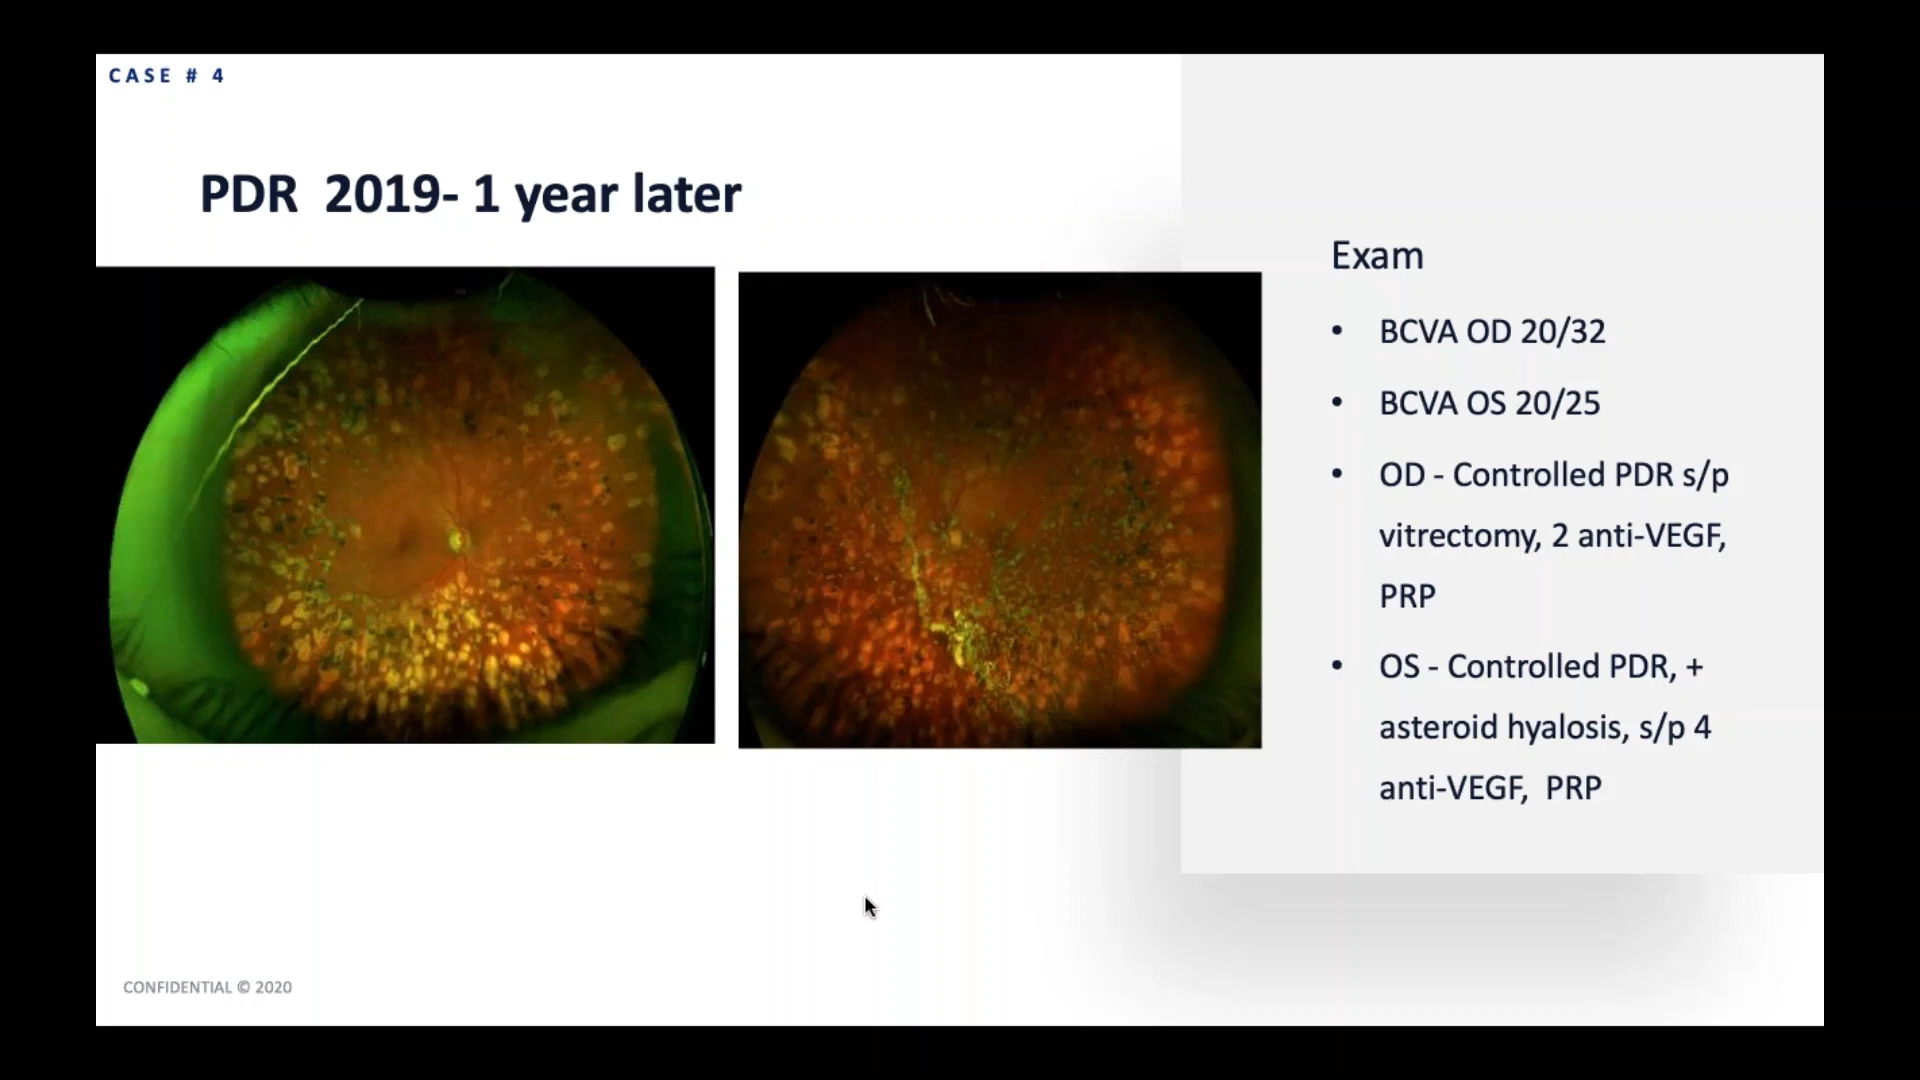 CASE # 4
PDR 2019- 1 year later
Exam
• BCVA OD 20/32
• BCVA OS 20/25
• OD - Controlled PDR s/p
vitrectomy, 2 anti-VEGF,
PRP
• OS - Controlled PDR, +
asteroid hyalosis, s/p 4
anti-VEGF, PRP
CONFIDENTIAL © 2020